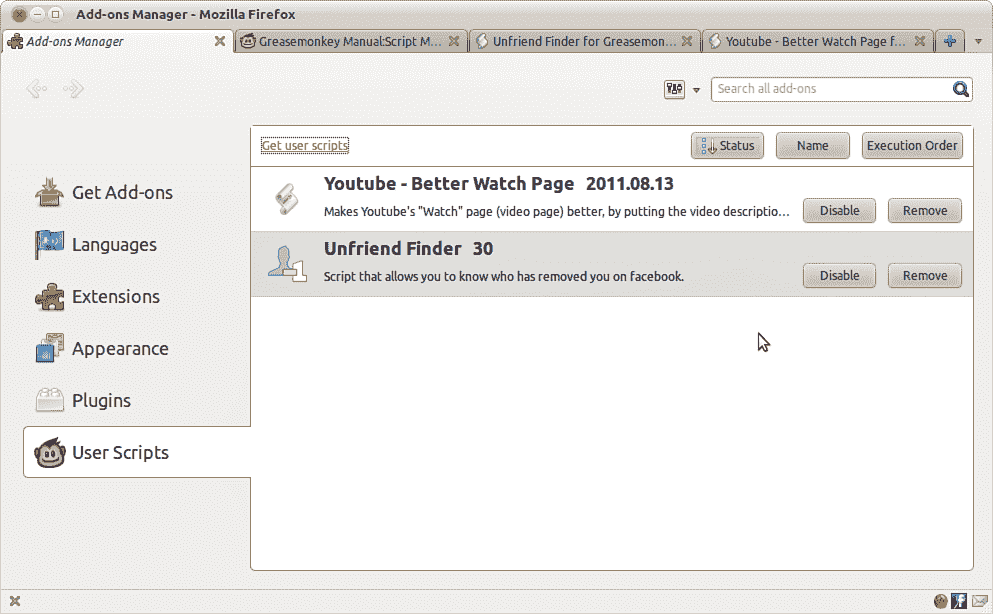 Add-ons Manager - Mozilla Firefox
Add-ons Manager
Greasemonkey Manual:Script M...
Unfriend Finder for Greasemon...
Youtube - Better Watch Page f...
Search all add-ons
Get user scripts
Status
Name
Execution Order
Get Add-ons
Languages
Extensions
Appearance
Plugins
User Scripts
Youtube - Better Watch Page 2011.08.13
Makes Youtube's "Watch" page (video page) better, by putting the video descriptio...
Disable
Remove
Unfriend Finder 30
Script that allows you to know who has removed you on facebook.
Disable
Remove